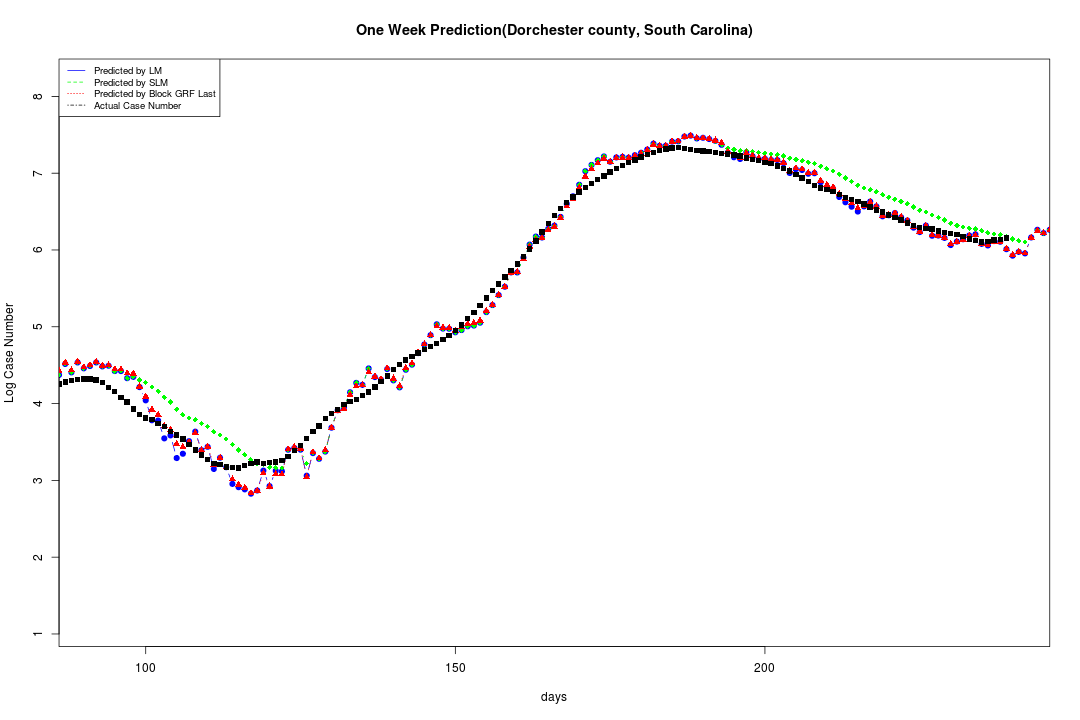 One Week Prediction(Dorchester county, South Carolina)
Predicted by LM
Predicted by SLM
Predicted by Block GRF Last
Actual Case Number
Log Case Number
8
7
6
5
4
3
2
1
100
150
200
days